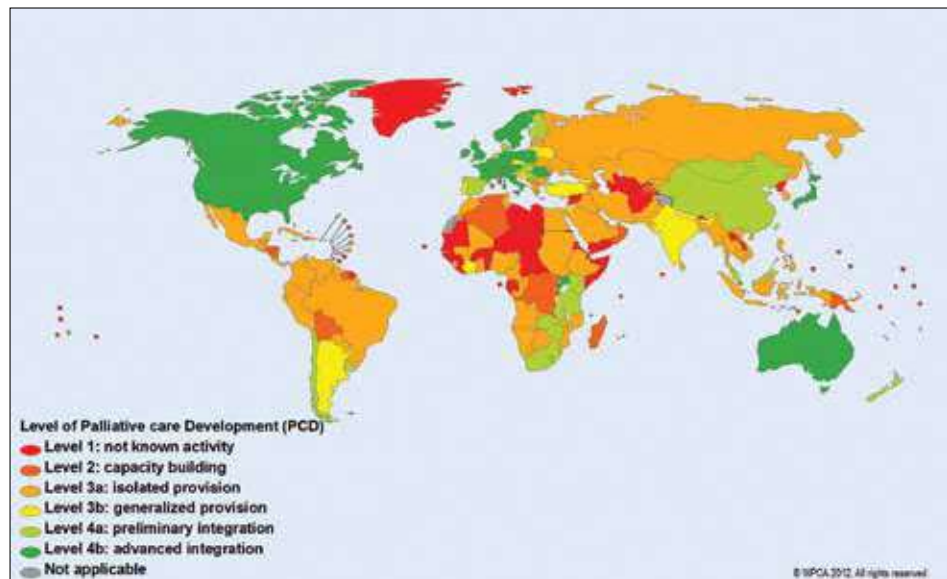 Level of Palliative care Development (PCD)
Level 1: not known activity
Level 2: capacity building
Level 3a: isolated provision
Level 3b: generalized provision
Level 4a: preliminary integration
Level 4b: advanced integration
Not applicable
© WPCA 2012. All rights reserved